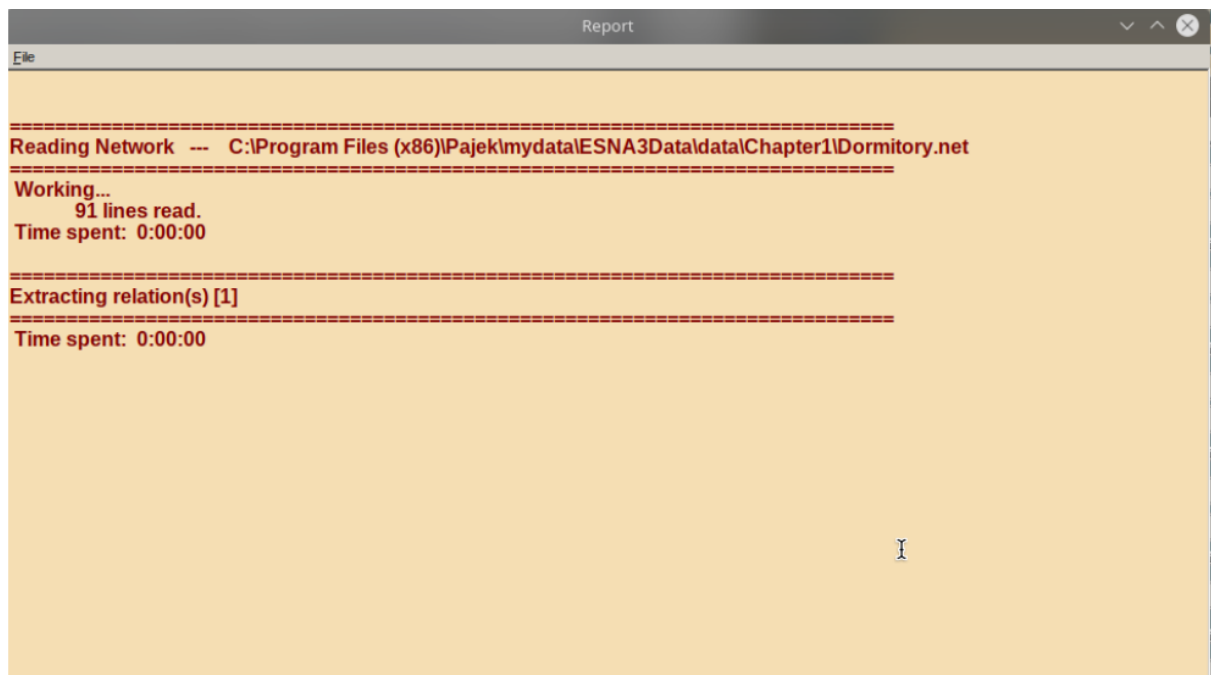 Report
File
==============================================================================
Reading Network --- C:\Program Files (x86)\Pajek\mydata\ESNA3Data\data\Chapter1\Dormitory.net
==============================================================================
Working...
91 lines read.
Time spent: 0:00:00
==============================================================================
Extracting relation(s) [1]
==============================================================================
Time spent: 0:00:00